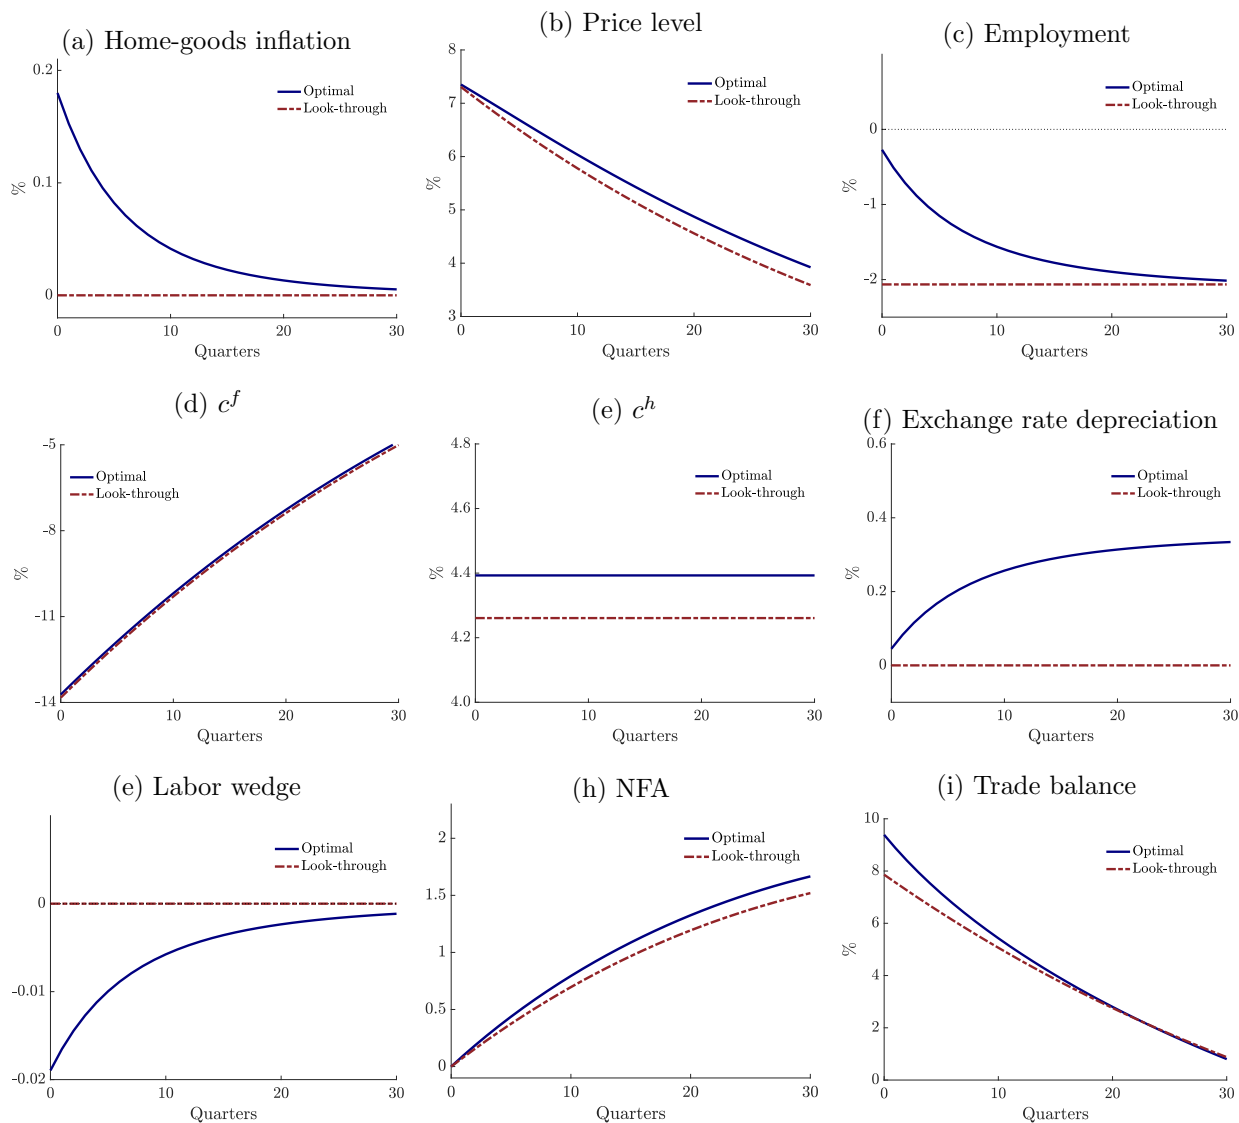 (a) Home-goods inflation
0.2
0.1
0
%
Optimal
Look-through
0 10 20 30
Quarters
(b) Price level
8
7
6
5
4
3
%
Optimal
Look-through
0 10 20 30
Quarters
(c) Employment
0
-1
-2
%
Optimal
Look-through
0 10 20 30
Quarters
(d) c^f
-5
-8
-11
-14
%
Optimal
Look-through
0 10 20 30
Quarters
(e) c^h
4.8
4.6
4.4
4.2
4.0
%
Optimal
Look-through
0 10 20 30
Quarters
(f) Exchange rate depreciation
0.6
0.4
0.2
0
%
Optimal
Look-through
0 10 20 30
Quarters
(e) Labor wedge
0
-0.01
-0.02
Optimal
Look-through
0 10 20 30
Quarters
(h) NFA
2
1.5
1
0.5
0
Optimal
Look-through
0 10 20 30
Quarters
(i) Trade balance
10
8
6
4
2
0
%
Optimal
Look-through
0 10 20 30
Quarters